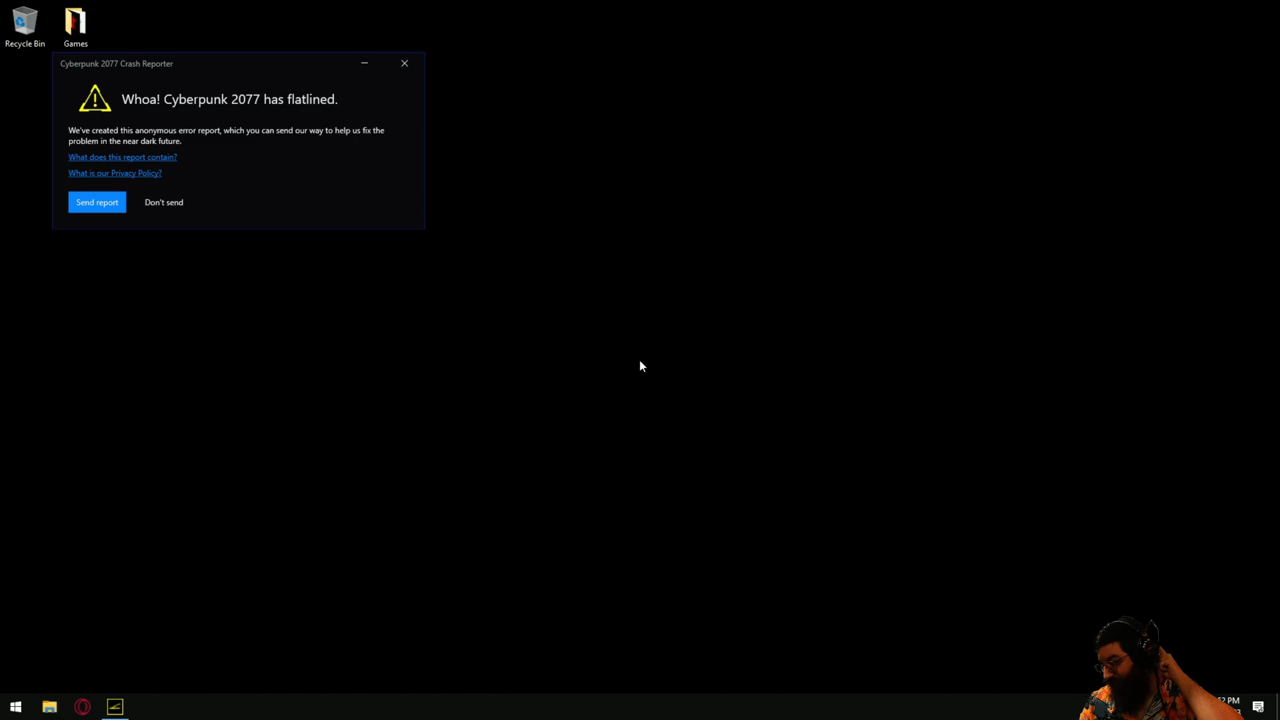 Recycle Bin
Games
Cyberpunk 2077 Crash Reporter
Whoa! Cyberpunk 2077 has flatlined.
We've created this anonymous error report, which you can send our way to help us fix the
problem in the near dark future.
What does this report contain?
What is our Privacy Policy?
Send report
Don't send